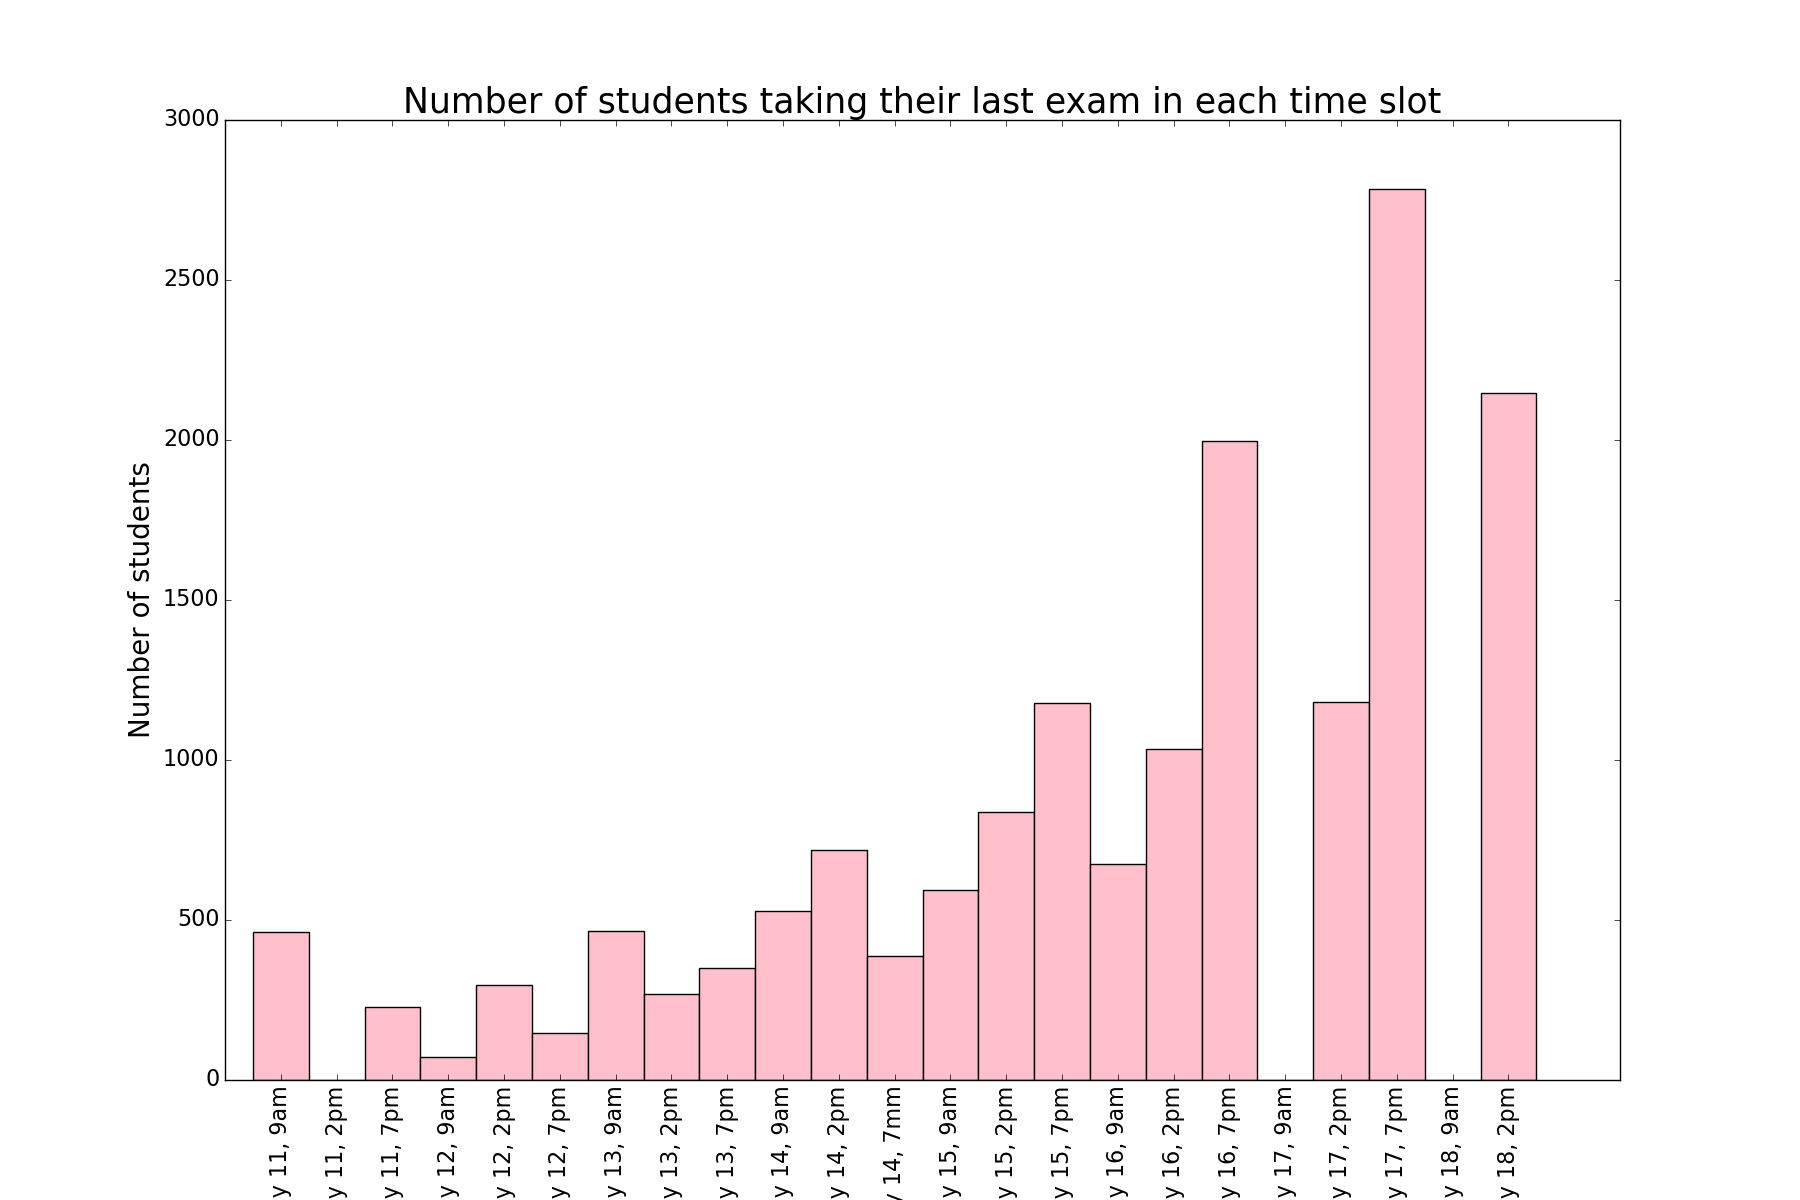 Number of students taking their last exam in each time slot
Number of students
3000
2500
2000
1500
1000
500
0
y 11, 9am
y 11, 2pm
y 11, 7pm
y 12, 9am
y 12, 2pm
y 12, 7pm
y 13, 9am
y 13, 2pm
y 13, 7pm
y 14, 9am
y 14, 2pm
y 14, 7mm
y 15, 9am
y 15, 2pm
y 15, 7pm
y 16, 9am
y 16, 2pm
y 16, 7pm
y 17, 9am
y 17, 2pm
y 17, 7pm
y 18, 9am
y 18, 2pm